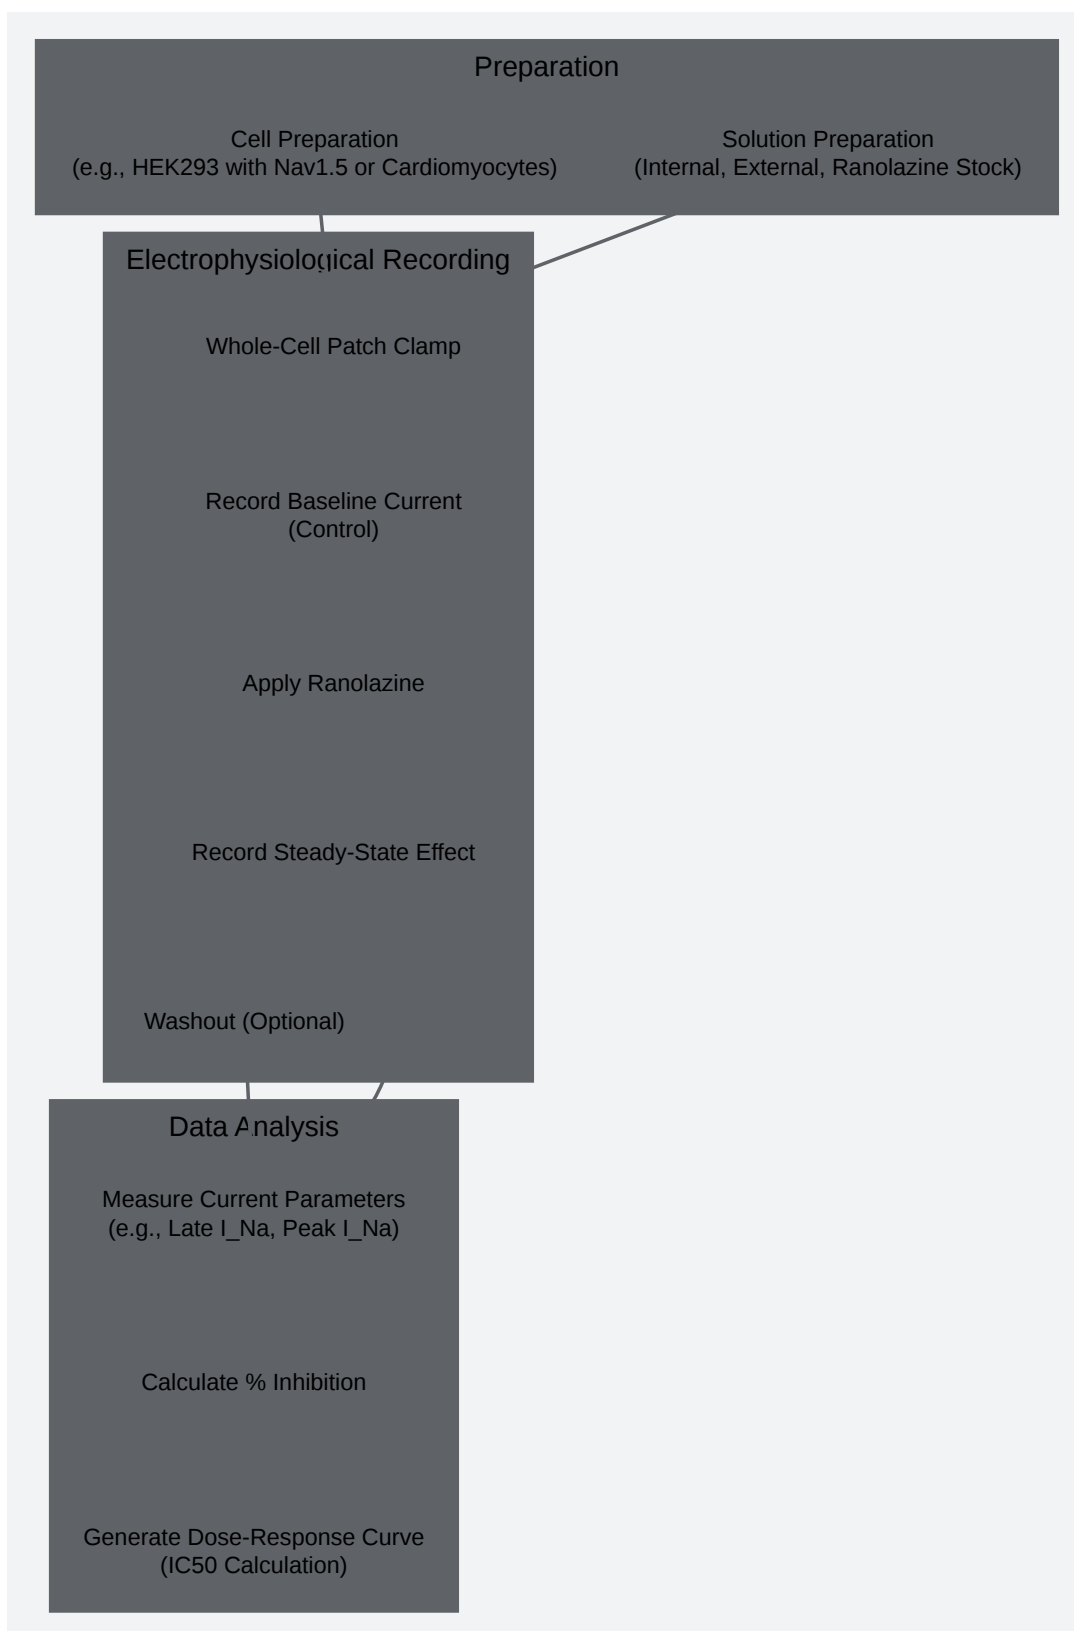 Preparation
Cell Preparation
(e.g., HEK293 with Nav1.5 or Cardiomyocytes)
Solution Preparation
(Internal, External, Ranolazine Stock)
Electrophysiological Recording
Whole-Cell Patch Clamp
Record Baseline Current
(Control)
Apply Ranolazine
Record Steady-State Effect
Washout (Optional)
Data Analysis
Measure Current Parameters
(e.g., Late I_Na, Peak I_Na)
Calculate % Inhibition
Generate Dose-Response Curve
(IC50 Calculation)